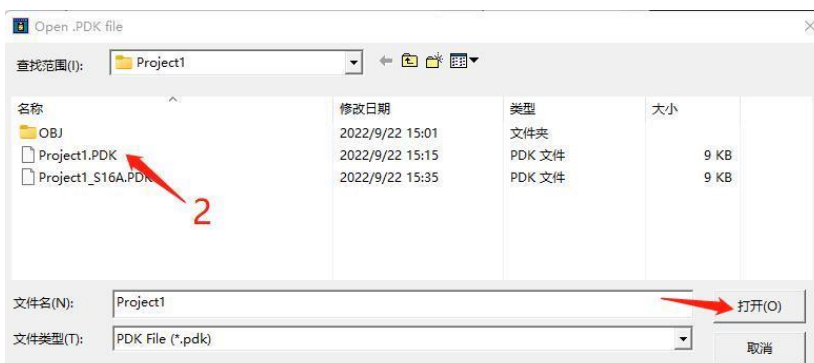 Open .PDK file
查找范围(I): Project1
名称 修改日期 类型 大小
OBJ 2022/9/22 15:01 文件夹
Project1.PDK 2022/9/22 15:15 PDK 文件 9 KB
Project1_S16A.PDK 2022/9/22 15:35 PDK 文件 9 KB
2
文件名(N): Project1 打开(O)
文件类型(T): PDK File (*.pdk) 取消